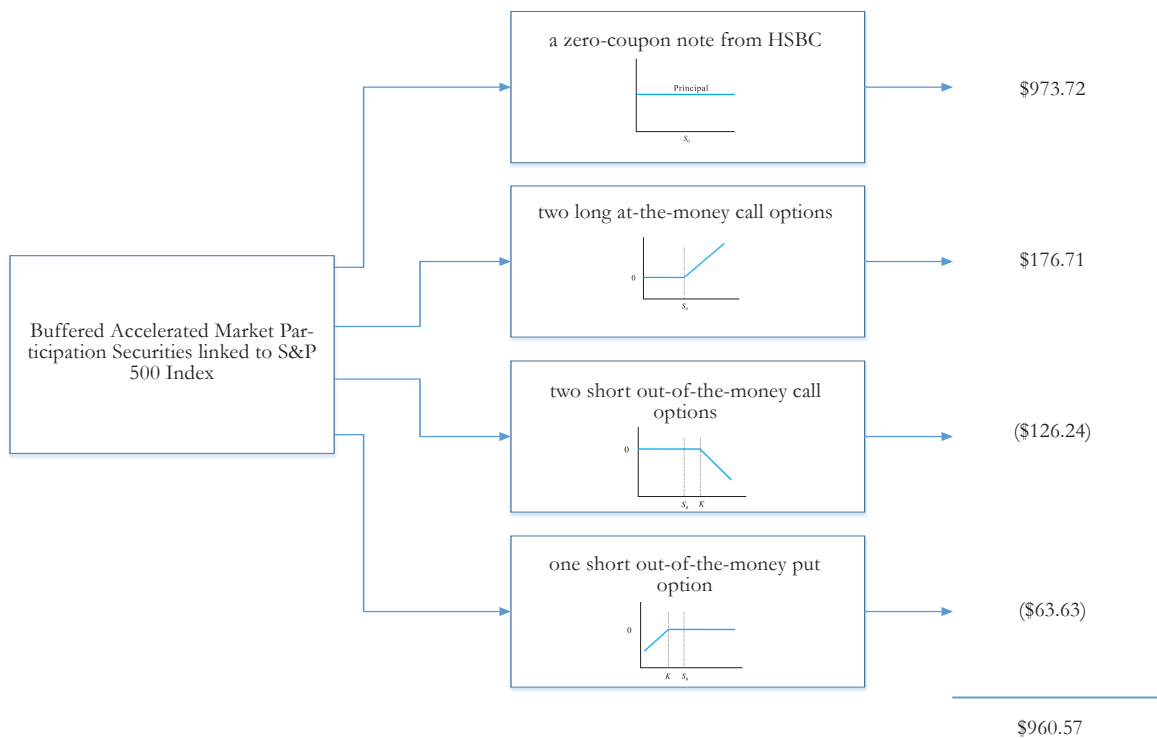 a zero-coupon note from HSBC
Principal
S₀
$973.72
two long at-the-money call options
0
S₀
$176.71
Buffered Accelerated Market Par-
ticipation Securities linked to S&P
500 Index
two short out-of-the-money call
options
0
S₀ K
($126.24)
one short out-of-the-money put
option
0
K S₀
($63.63)
$960.57